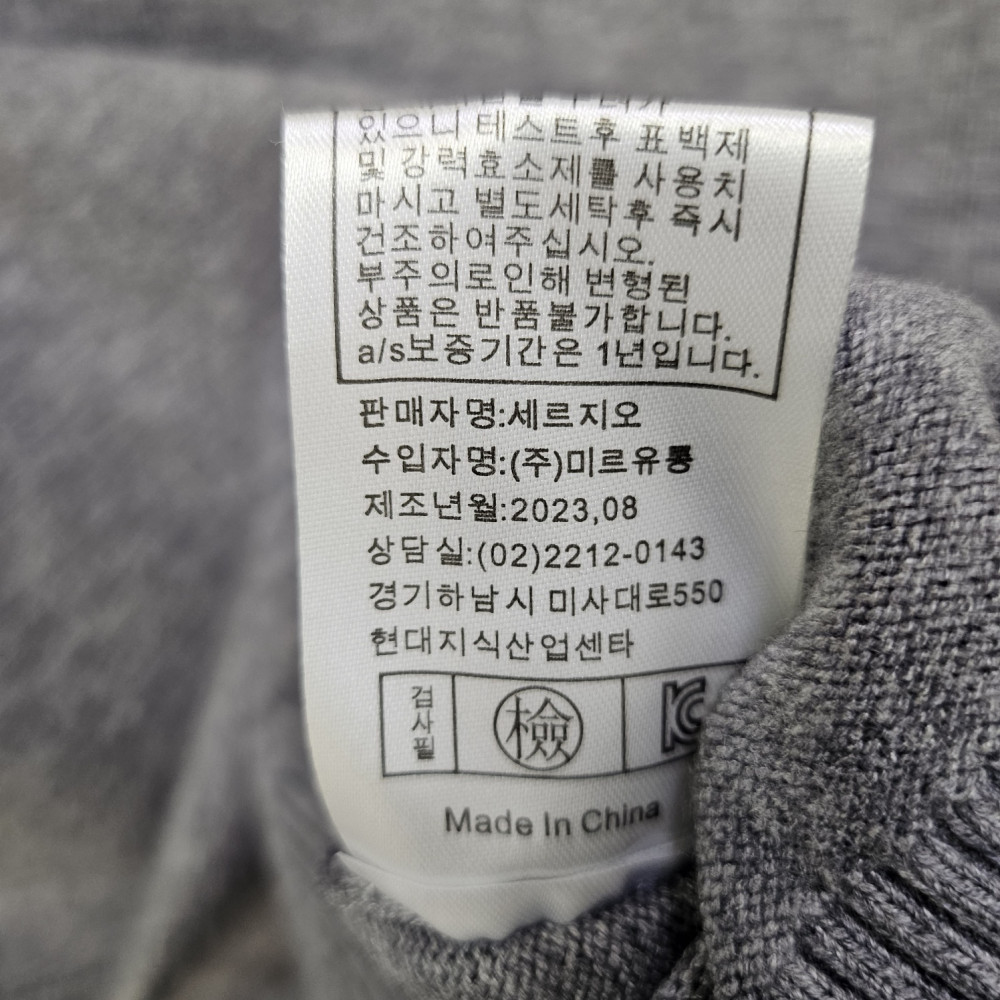 있으니 테스트후 표백제
및 강력효소제를 사용치
마시고 별도세탁후 즉시
건조하여주십시오.
부주의로인해 변형된
상품은 반품불가합니다.
a/s보증기간은 1년입니다.
판매자명:세르지오
수입자명:(주)미르유통
제조년월:2023,08
상담실:(02)2212-0143
경기하남시 미사대로550
현대지식산업센타
검사필 檢 KC
Made In China